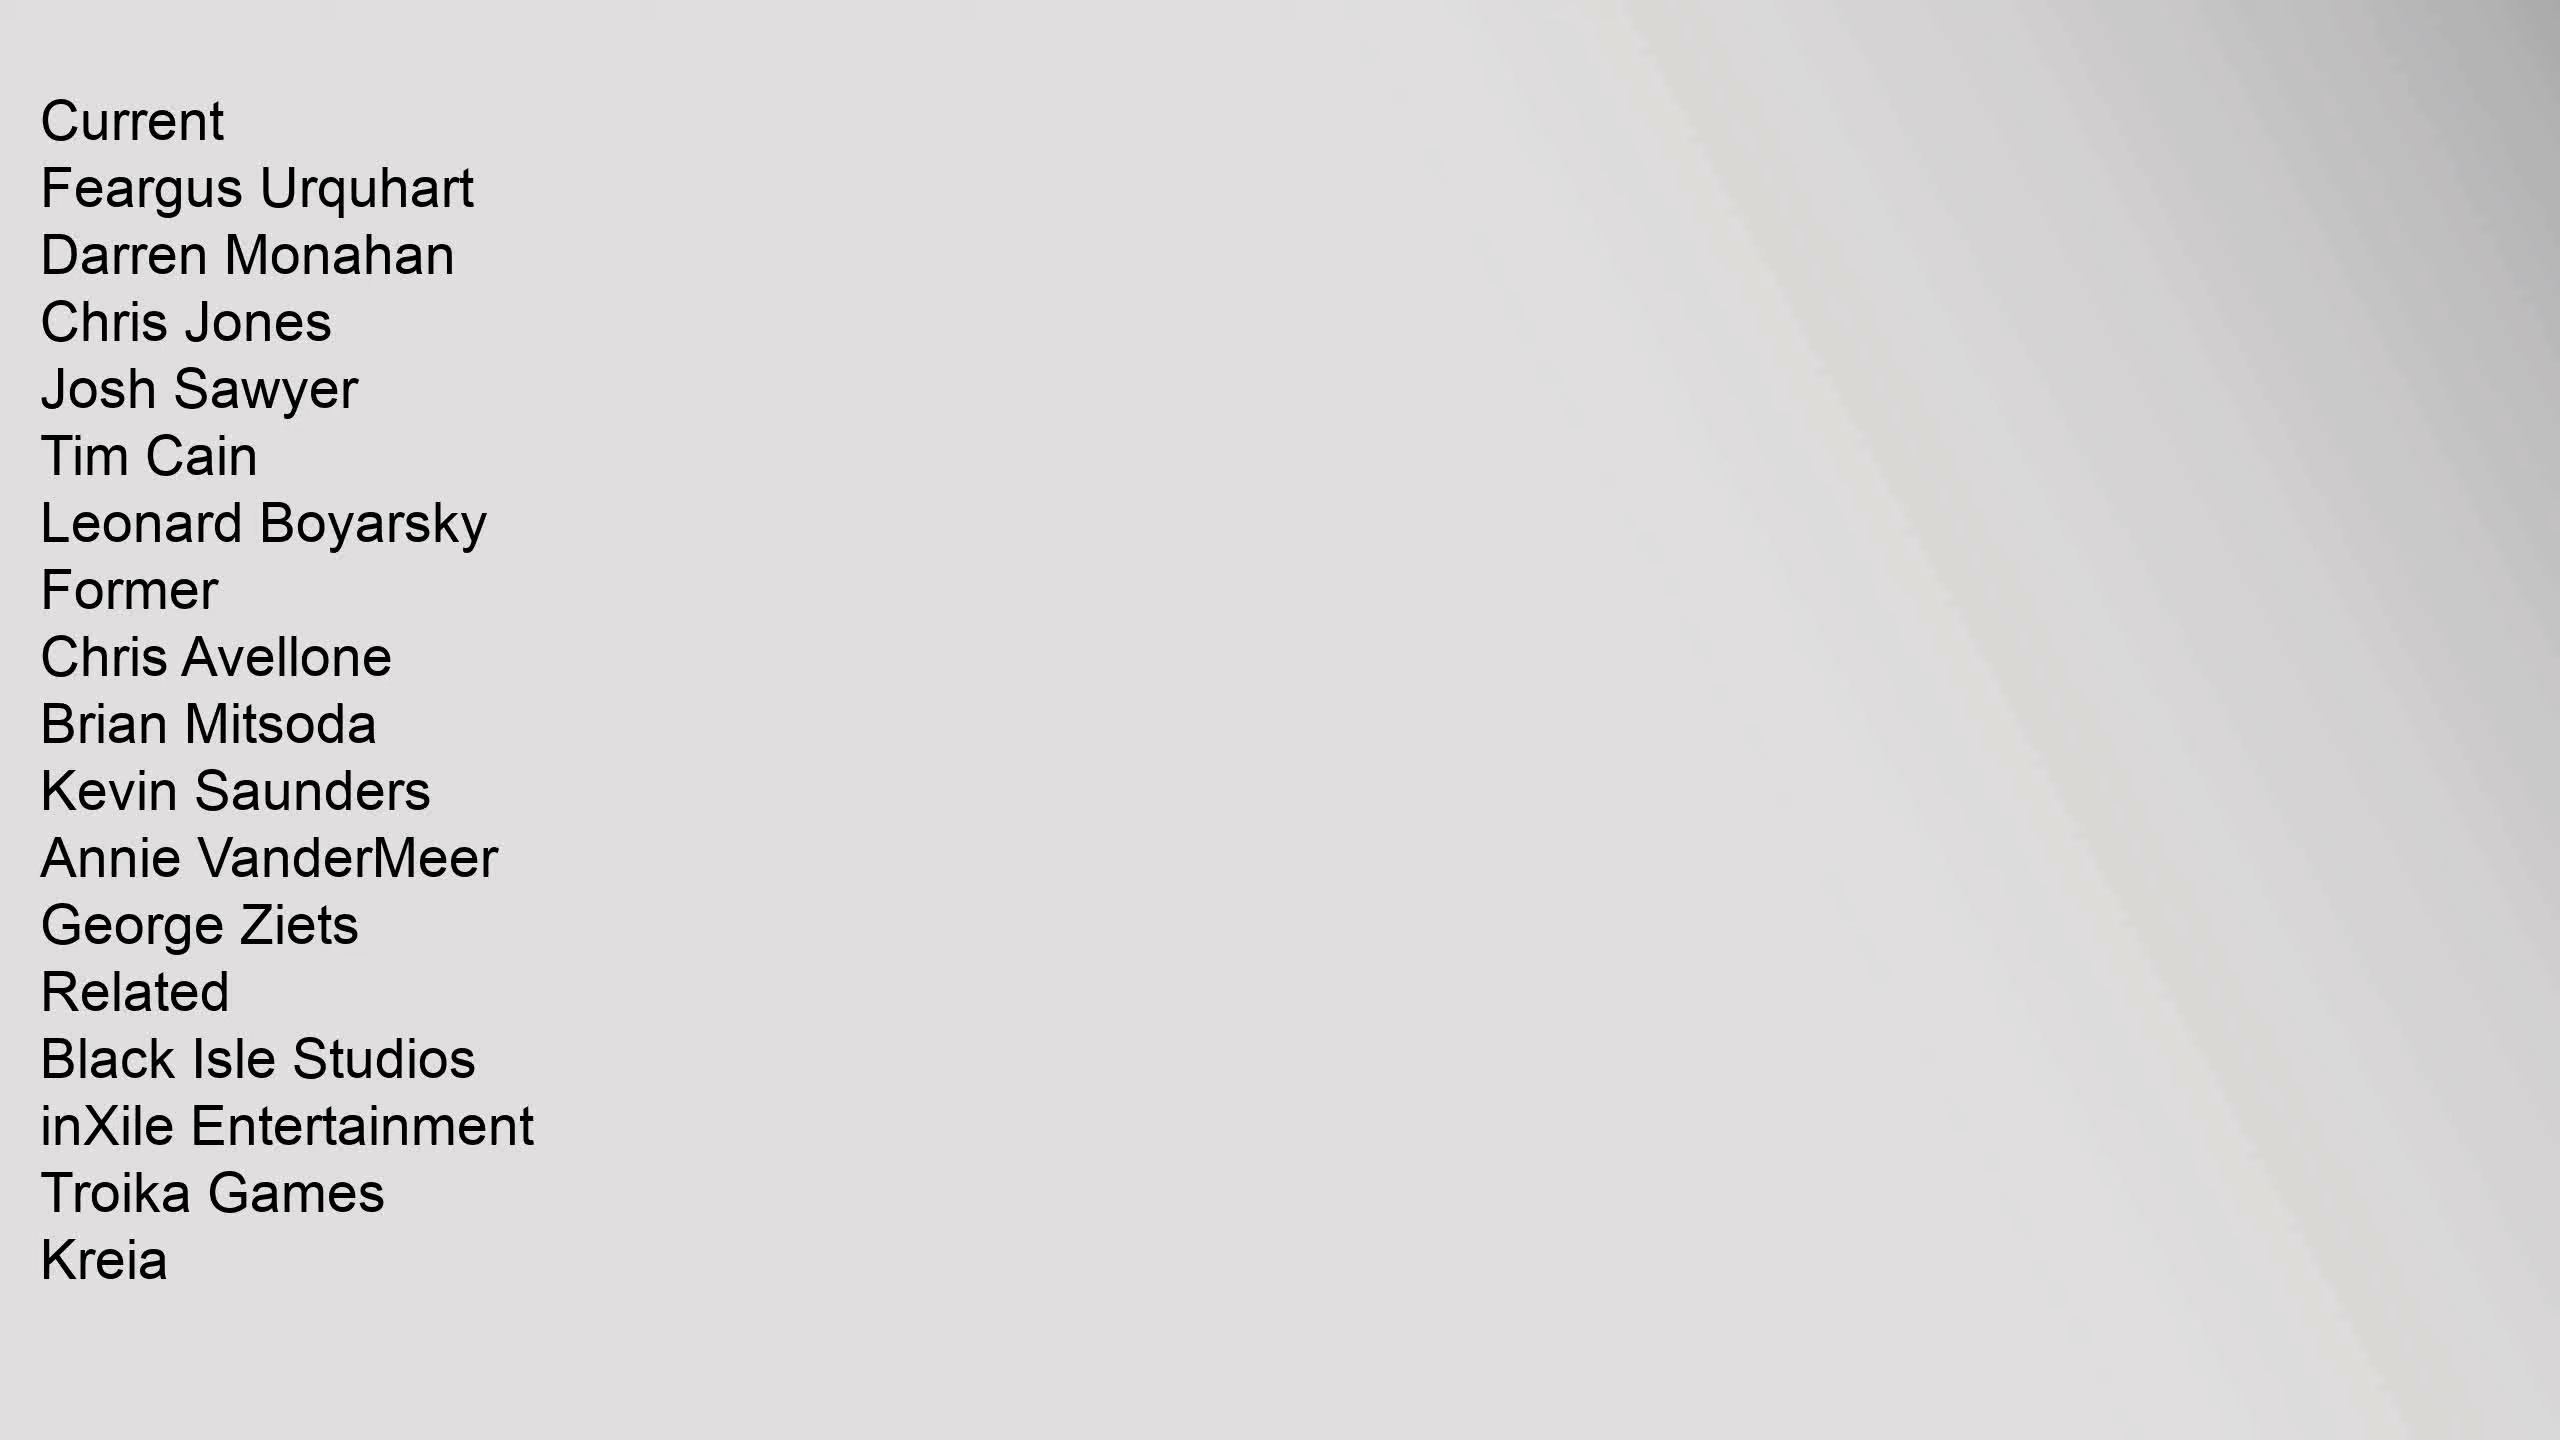 Current
Feargus Urquhart
Darren Monahan
Chris Jones
Josh Sawyer
Tim Cain
Leonard Boyarsky
Former
Chris Avellone
Brian Mitsoda
Kevin Saunders
Annie VanderMeer
George Ziets
Related
Black Isle Studios
inXile Entertainment
Troika Games
Kreia